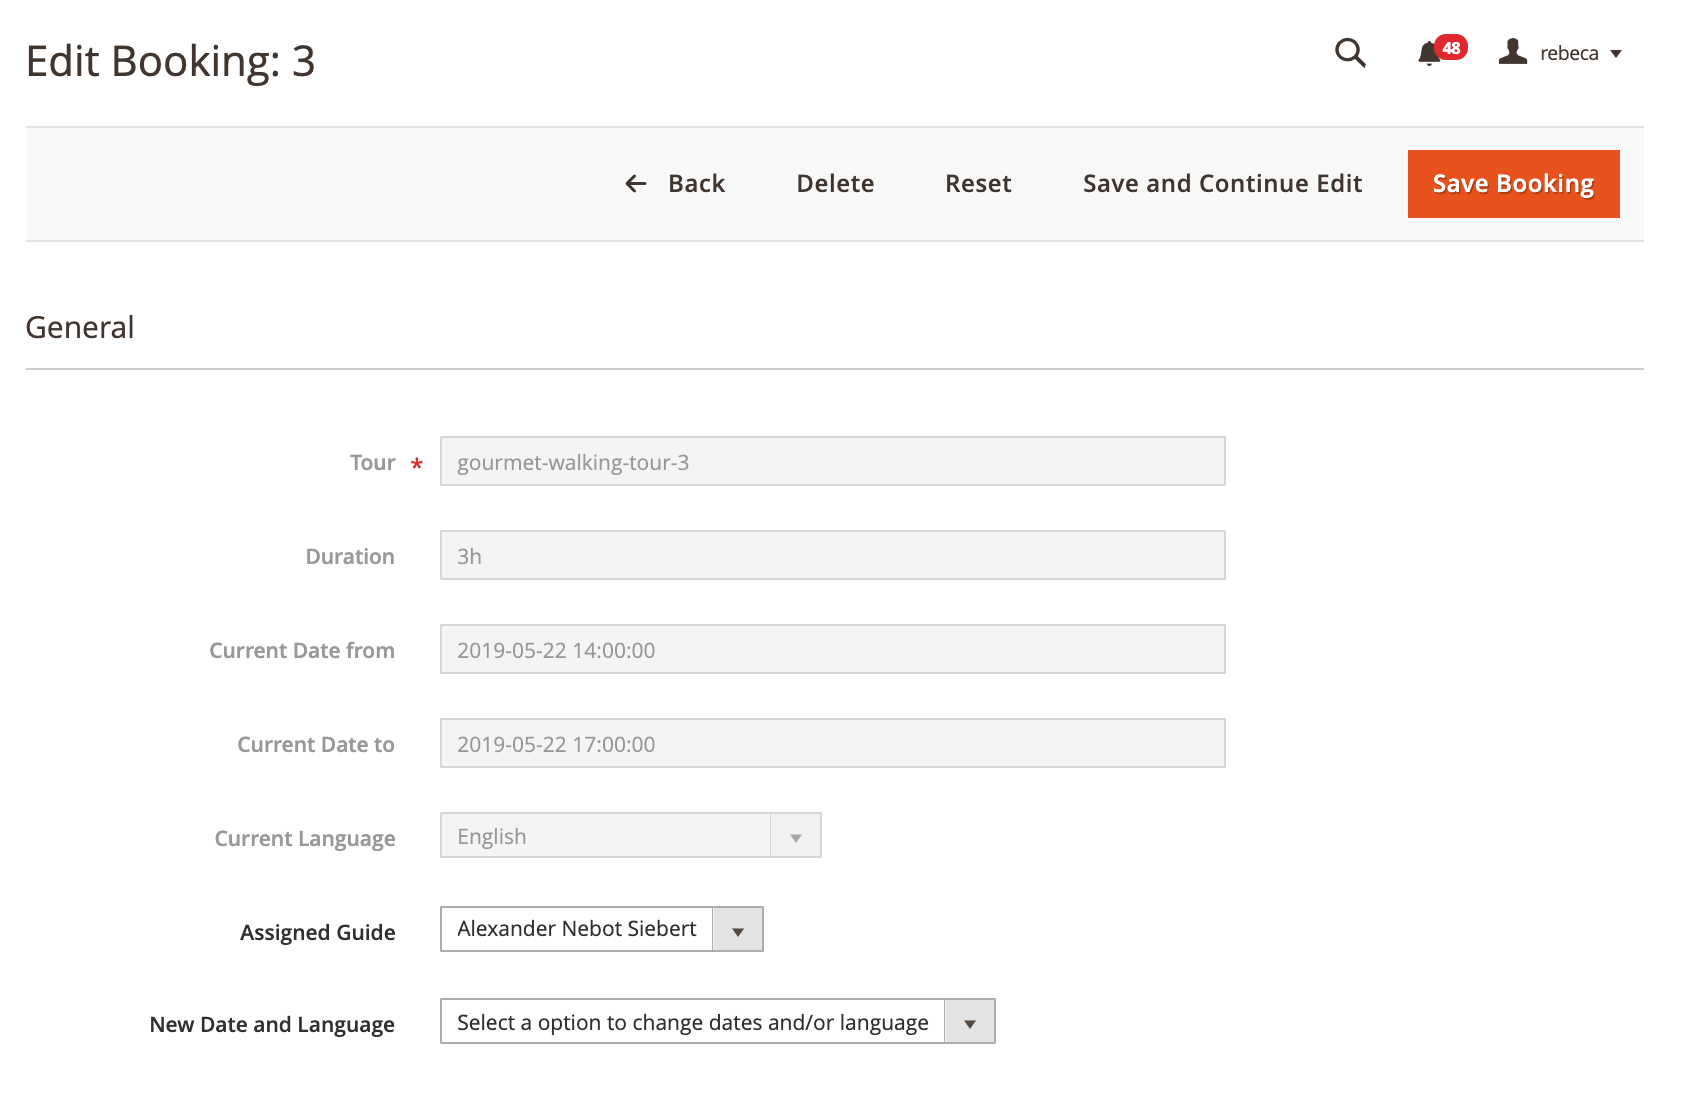 Edit Booking: 3
48
rebeca
Back
Delete
Reset
Save and Continue Edit
Save Booking
General
Tour *
gourmet-walking-tour-3
Duration
3h
Current Date from
2019-05-22 14:00:00
Current Date to
2019-05-22 17:00:00
Current Language
English
Assigned Guide
Alexander Nebot Siebert
New Date and Language
Select a option to change dates and/or language